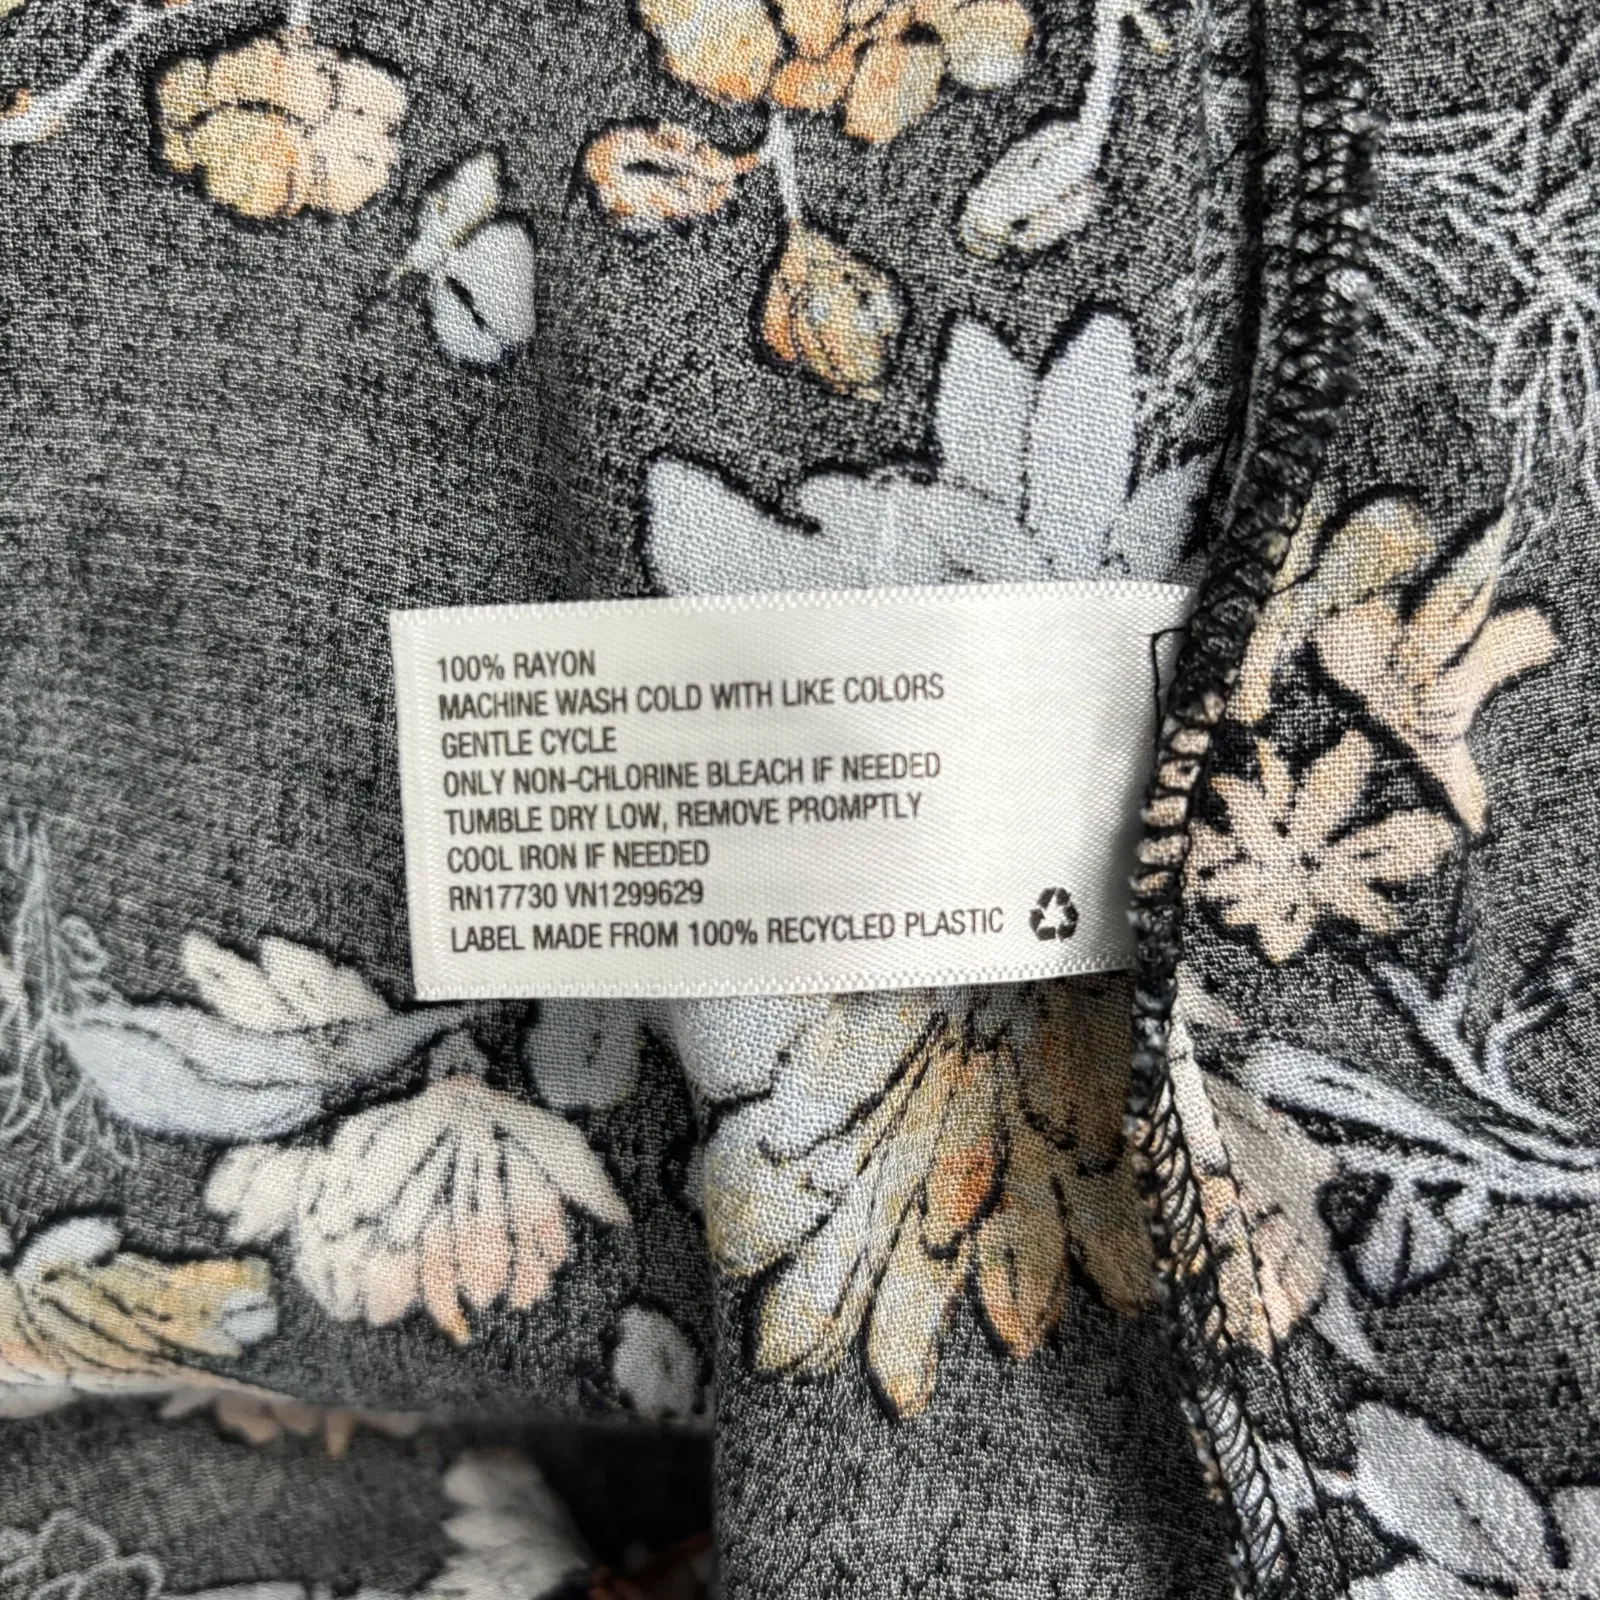 100% RAYON
MACHINE WASH COLD WITH LIKE COLORS
GENTLE CYCLE
ONLY NON-CHLORINE BLEACH IF NEEDED
TUMBLE DRY LOW, REMOVE PROMPTLY
COOL IRON IF NEEDED
RN17730 VN1299629
LABEL MADE FROM 100% RECYCLED PLASTIC